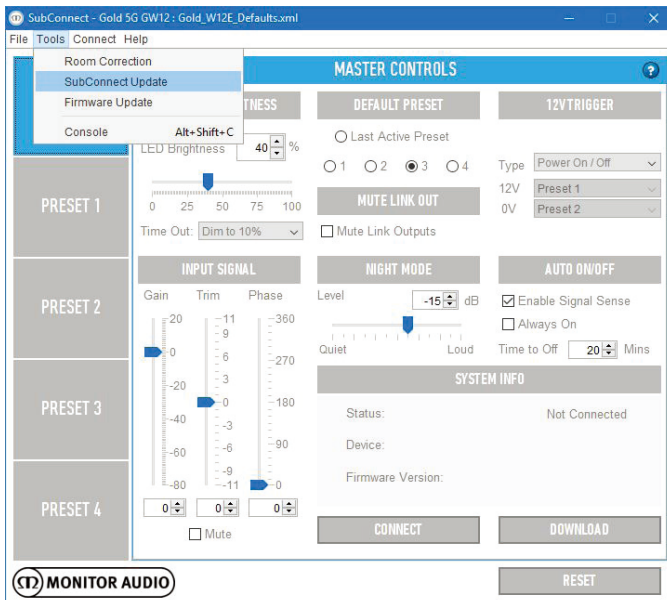 SubConnect - Gold 5G GW12 : Gold_W12E_Defaults.xml
File Tools Connect Help
Room Correction
SubConnect Update
Firmware Update
Console Alt+Shift+C
MASTER CONTROLS
?
TNESS
LED Brightness 40 %
0 25 50 75 100
Time Out: Dim to 10%
DEFAULT PRESET
Last Active Preset
1 2 3 4
MUTE LINK OUT
Mute Link Outputs
12V TRIGGER
Type Power On / Off
12V Preset 1
0V Preset 2
PRESET 1
PRESET 2
PRESET 3
PRESET 4
INPUT SIGNAL
Gain Trim Phase
20 11 360
9
0 6 270
3
-20 0 180
-3
-40
-6 90
-60
-9
-80 -11 0
0 0 0
Mute
NIGHT MODE
Level -15 dB
Quiet Loud
AUTO ON/OFF
Enable Signal Sense
Always On
Time to Off 20 Mins
SYSTEM INFO
Status: Not Connected
Device:
Firmware Version:
CONNECT
DOWNLOAD
MONITOR AUDIO
RESET